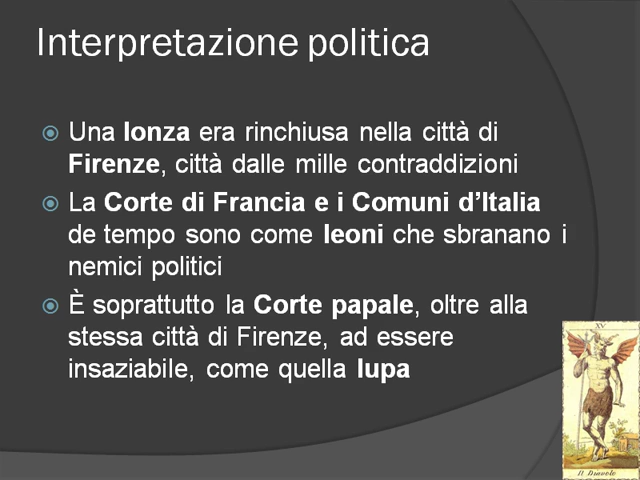 Interpretazione politica
Una lonza era rinchiusa nella città di
Firenze, città dalle mille contraddizioni
La Corte di Francia e i Comuni d'Italia
de tempo sono come leoni che sbranano i
nemici politici
È soprattutto la Corte papale, oltre alla
stessa città di Firenze, ad essere
insaziabile, come quella lupa
XV
Il Diavolo